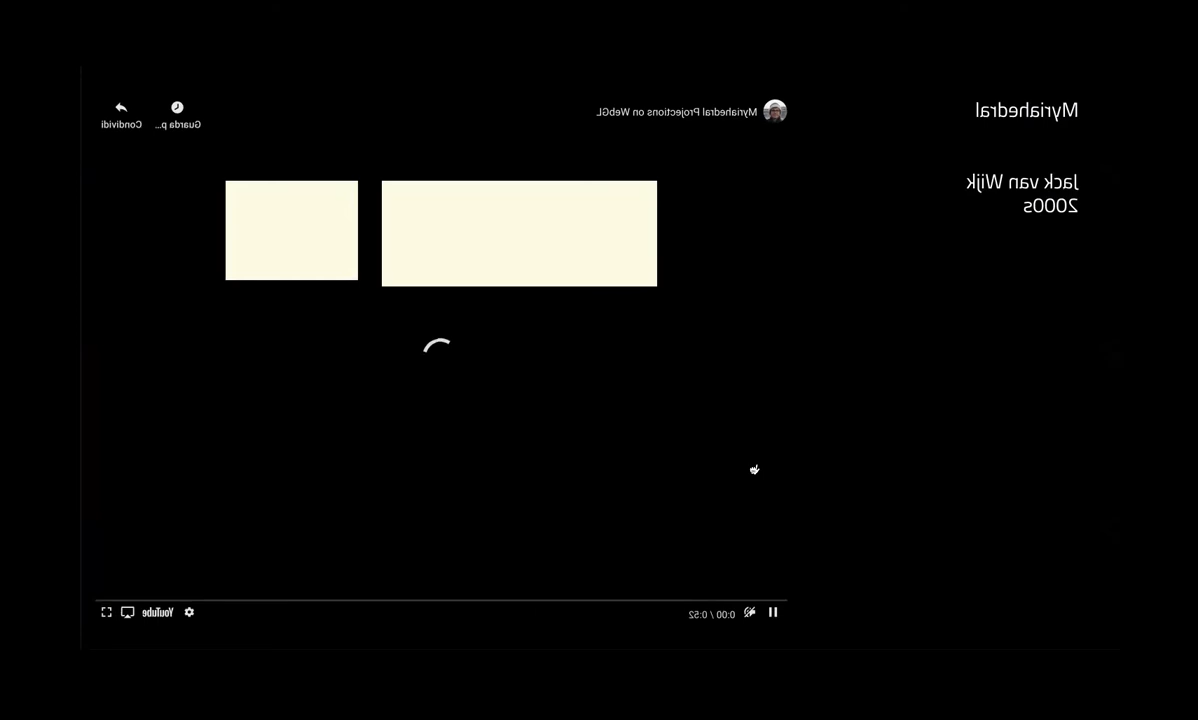 Myriahedral
Jack van Wijk
2000s
Myriahedral Projections on WebGL
Guarda p...
Condividi
0:00 / 0:52
YouTube